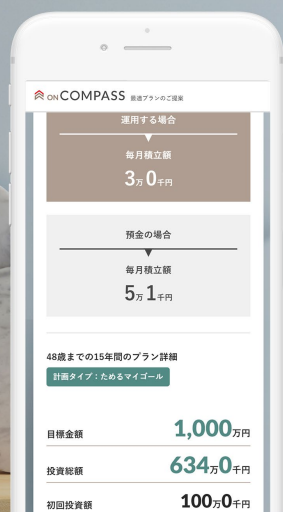 ONCOMPASS 最適プランのご提案
運用する場合
毎月積立額
3万0千円
預金の場合
毎月積立額
5万1千円
48歳までの15年間のプラン詳細
計画タイプ：ためるマイゴール
目標金額 1,000万円
投資総額 634万0千円
初回投資額 100万0千円